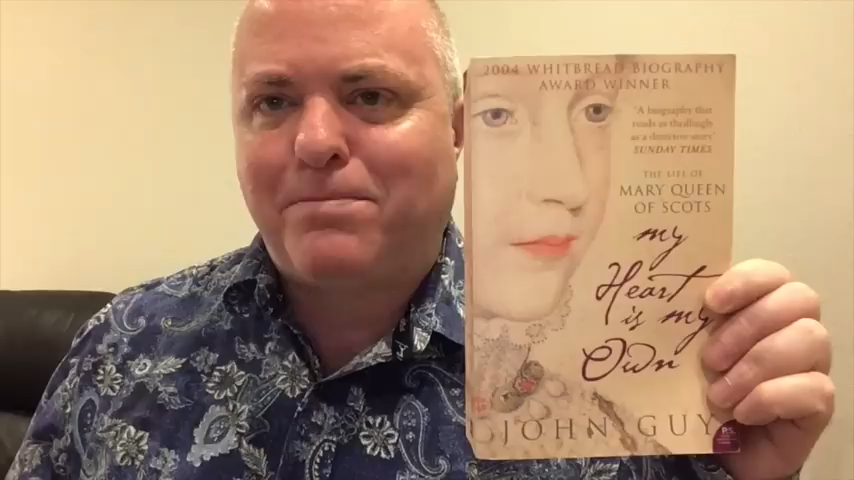 2004 WHITBREAD BIOGRAPHY
AWARD WINNER
'A biography that
reads as thrillingly
as a detective story'
SUNDAY TIMES
THE LIFE OF
MARY QUEEN
OF SCOTS
my
Heart
is my
Own
JOHN GUY